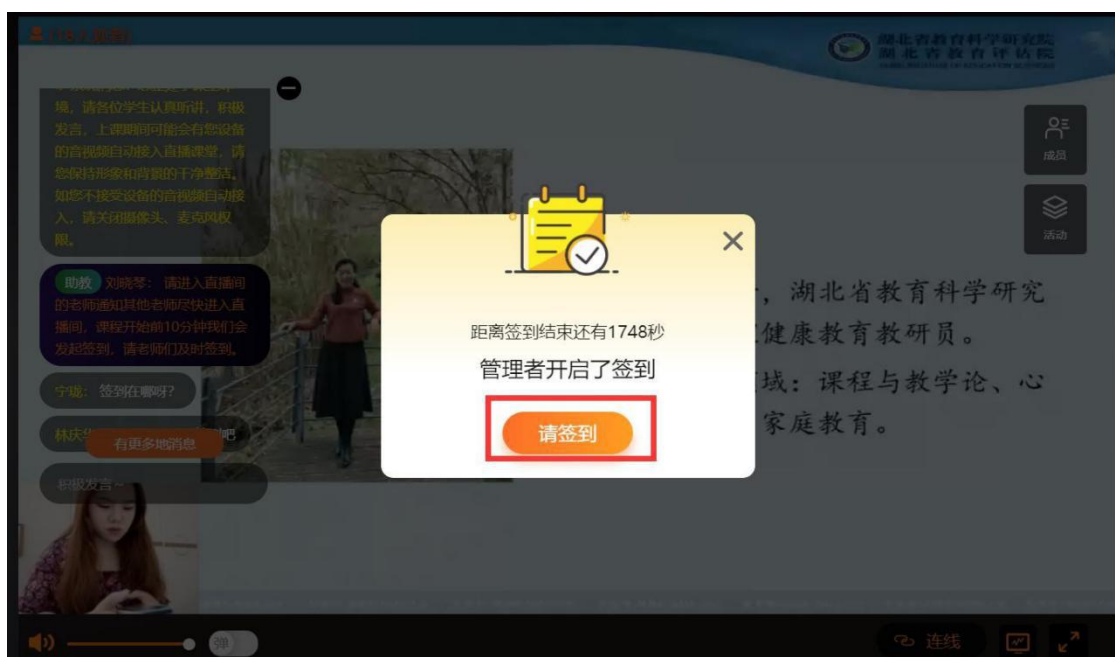 湖北省教育科学研究院
湖北省教育评估院
境，请各位学生认真听讲，积极
发言，上课期间可能会有您设备
的音视频自动接入直播课堂，请
您保持形象和背景的干净整洁。
如您不接受设备的音视频自动接
入，请关闭摄像头、麦克风权
限。
助教 刘晓琴：请进入直播间
的老师通知其他老师尽快进入直
播间，课程开始前10分钟我们会
发起签到，请老师们及时签到。
宁珑：签到在哪呀？
林庆
吧
有更多地消息
积极发言~
成员
活动
距离签到结束还有1748秒
管理者开启了签到
请签到
，湖北省教育科学研究
健康教育教研员。
域：课程与教学论、心
家庭教育。
弹
连线